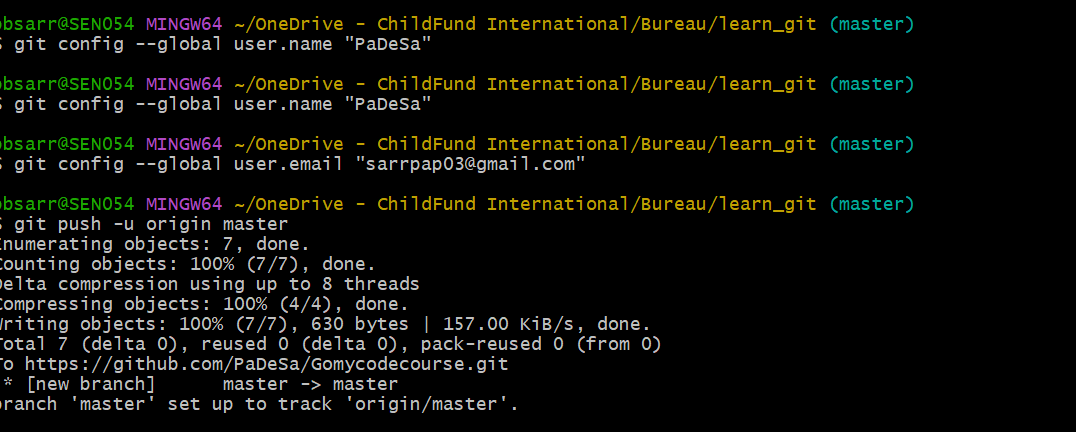 bsarr@SEN054 MINGW64 ~/OneDrive - ChildFund International/Bureau/learn_git (master)
$ git config --global user.name "PaDeSa"
bsarr@SEN054 MINGW64 ~/OneDrive - ChildFund International/Bureau/learn_git (master)
$ git config --global user.name "PaDeSa"
bsarr@SEN054 MINGW64 ~/OneDrive - ChildFund International/Bureau/learn_git (master)
$ git config --global user.email "sarrpap03@gmail.com"
bsarr@SEN054 MINGW64 ~/OneDrive - ChildFund International/Bureau/learn_git (master)
$ git push -u origin master
Enumerating objects: 7, done.
Counting objects: 100% (7/7), done.
Delta compression using up to 8 threads
Compressing objects: 100% (4/4), done.
Writing objects: 100% (7/7), 630 bytes | 157.00 KiB/s, done.
Total 7 (delta 0), reused 0 (delta 0), pack-reused 0 (from 0)
To https://github.com/PaDeSa/Gomycodecourse.git
* [new branch] master -> master
branch 'master' set up to track 'origin/master'.